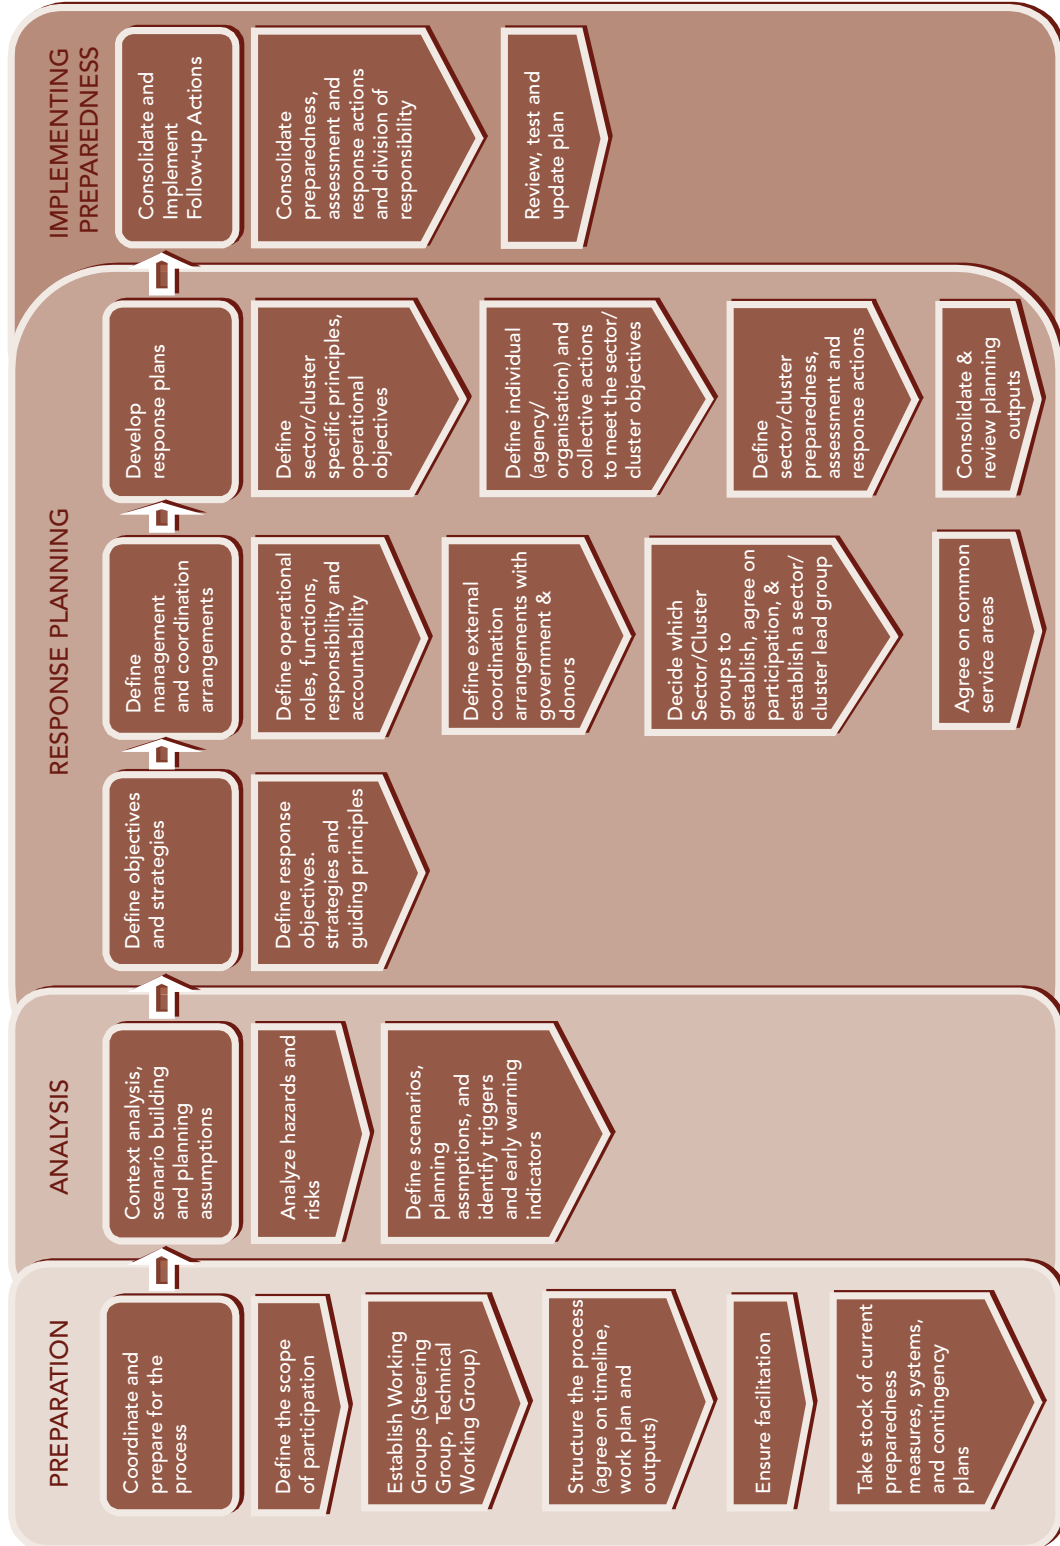 PREPARATION
Coordinate and
prepare for the
process
Define the scope
of participation
Establish Working
Groups (Steering
Group, Technical
Working Group)
Structure the process
(agree on timeline,
work plan and
outputs)
Ensure facilitation
Take stock of current
preparedness
measures, systems,
and contingency
plans
ANALYSIS
Context analysis,
scenario building
and planning
assumptions
Analyze hazards and
risks
Define scenarios,
planning
assmptions, and
identify triggers
and early warning
indicators
RESPONSE PLANNING
Define objectives
and strategies
Define response
objectives.
strategies and
guiding principles
Define
management
and coordination
arrangements
Define operational
roles, functions,
responsibility and
accountability
Define external
coordination
arrangements with
government &
donors
Decide which
Sector/Cluster
groups to
establish, agree on
participation, &
establish a sector/
cluster lead group
Agree on common
service areas
Develop
response plans
Define
sector/cluster
specific principles,
operational
objectives
Define individual
(agency/
organisation) and
collective actions
to meet the sector/
cluster objectives
Define
sector/cluster
preparedness,
assessment and
response actions
Consolidate &
review planning
outputs
IMPLEMENTING
PREPAREDNESS
Consolidate and
Implement
Follow-up Actions
Consolidate
preparedness,
assessment and
response actions
and division of
responsibility
Review, test and
update plan